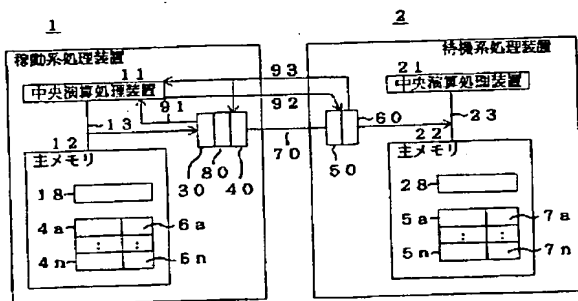 1
2
稼動系処理装置
待機系処理装置
11
93
21
中央演算処理装置
中央演算処理装置
91
92
60
23
12
13
22
主メモリ
30
80
40
70
50
主メモリ
18
28
4a
6a
5a
7a
4n
6n
5n
7n